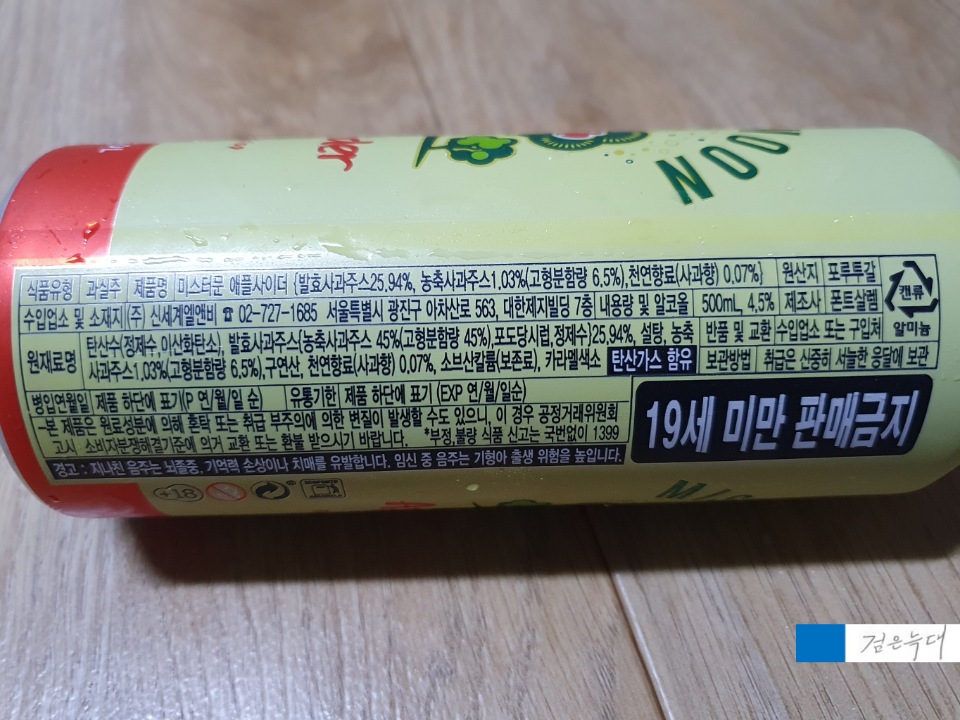 NOON
식품유형 과실주 제품명 미스터문 애플사이더 {발효사과주스25.94%, 농축사과주스1.03%(고형분함량 6.5%),천연향료(사과향) 0.07%} 원산지 포루투갈
수입업소 및 소재지 (주) 신세계엘앤비 ☎ 02-727-1685 서울특별시 광진구 아차산로 563, 대한제지빌딩 7층 내용량 및 알코올 500mL, 4.5% 제조사 폰트살렘
원재료명 탄산수(정제수,이산화탄소), 발효사과주스{농축사과주스 45%(고형분함량 45%),포도당시럽,정제수}25.94%, 설탕, 농축
사과주스1.03%(고형분함량 6.5%),구연산, 천연향료(사과향) 0.07%, 소브산칼륨(보존료), 카라멜색소 탄산가스 함유
반품 및 교환 수입업소 또는 구입처
보관방법 취급은 신중히 서늘한 응달에 보관
캔류
알미늄
병입연월일 제품 하단에 표기(P 연/월/일 순) 유통기한 제품 하단에 표기 (EXP 연/월/일순)
-본 제품은 원료성분에 의해 혼탁 또는 취급 부주의에 의한 변질이 발생할 수도 있으니, 이 경우 공정거래위원회
고시 소비자분쟁해결기준에 의거 교환 또는 환불 받으시기 바랍니다. *부정,불량 식품 신고는 국번없이 1399
경고 : 지나친 음주는 뇌졸중, 기억력 손상이나 치매를 유발합니다. 임신 중 음주는 기형아 출생 위험을 높입니다.
19세 미만 판매금지
+18
검은늑대